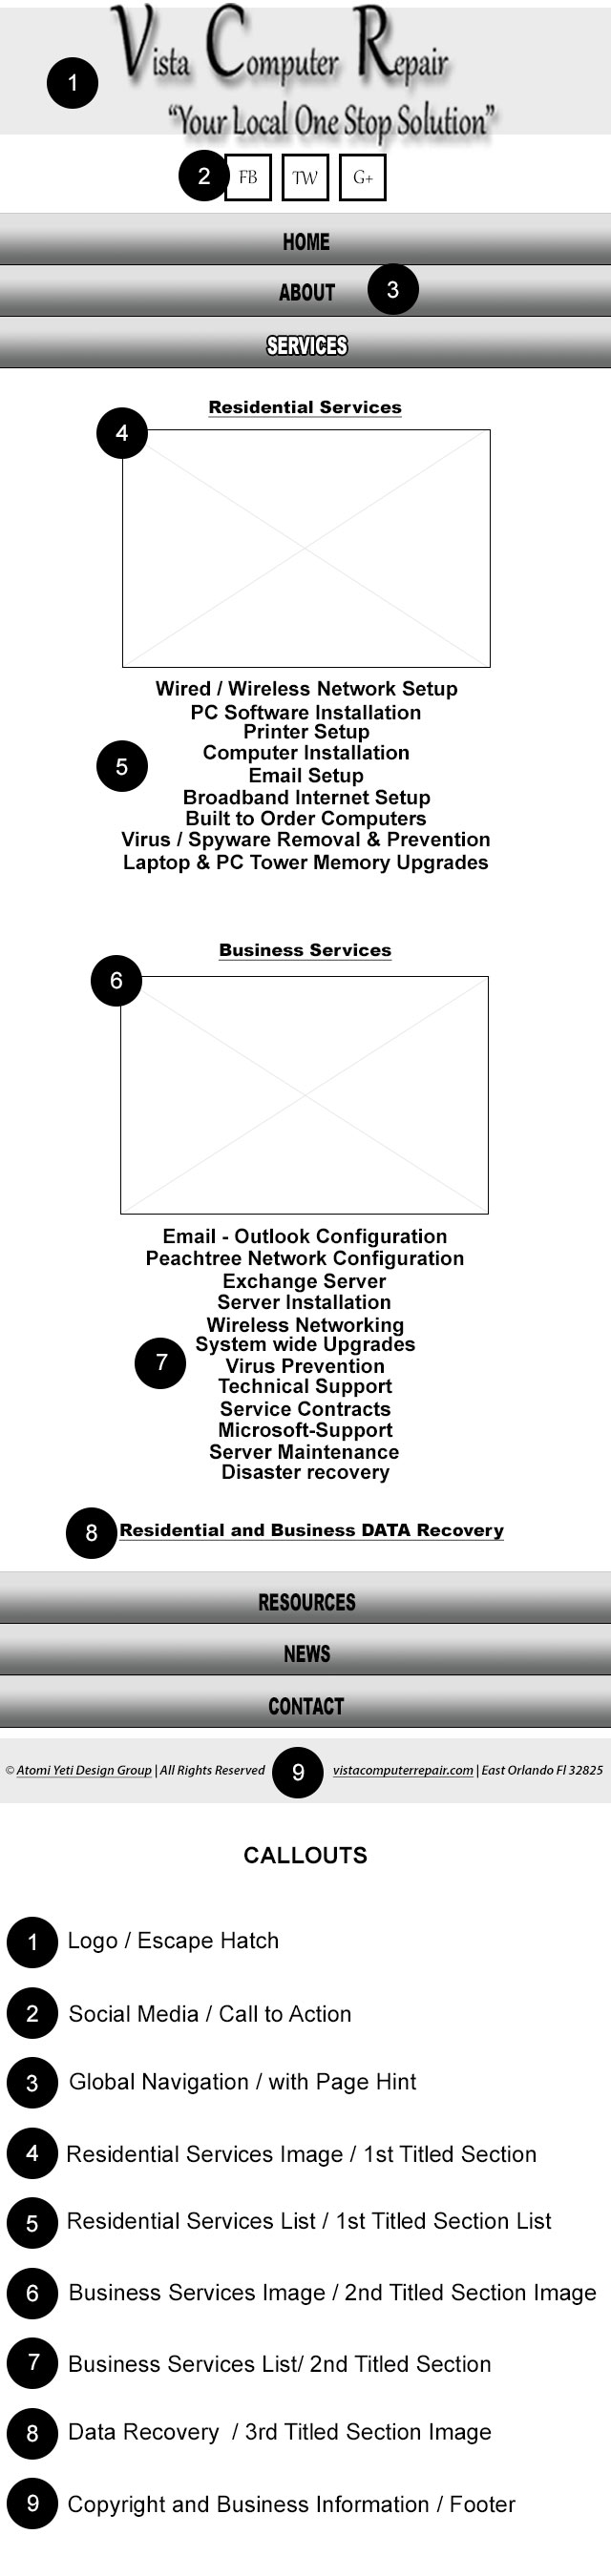 Vista Computer Repair
“Your Local One Stop Solution”
1
2 FB TW G+
HOME
ABOUT 3
SERVICES
Residential Services
4
Wired / Wireless Network Setup
PC Software Installation
Printer Setup
Computer Installation
5
Email Setup
Broadband Internet Setup
Built to Order Computers
Virus / Spyware Removal & Prevention
Laptop & PC Tower Memory Upgrades
Business Services
6
Email - Outlook Configuration
Peachtree Network Configuration
Exchange Server
Server Installation
Wireless Networking
System wide Upgrades
7
Virus Prevention
Technical Support
Service Contracts
Microsoft-Support
Server Maintenance
Disaster recovery
8 Residential and Business DATA Recovery
RESOURCES
NEWS
CONTACT
© Atomi Yeti Design Group | All Rights Reserved 9 vistacomputerrepair.com | East Orlando Fl 32825
CALLOUTS
1 Logo / Escape Hatch
2 Social Media / Call to Action
3 Global Navigation / with Page Hint
4 Residential Services Image / 1st Titled Section
5 Residential Services List / 1st Titled Section List
6 Business Services Image / 2nd Titled Section Image
7 Business Services List/ 2nd Titled Section
8 Data Recovery  / 3rd Titled Section Image
9 Copyright and Business Information / Footer